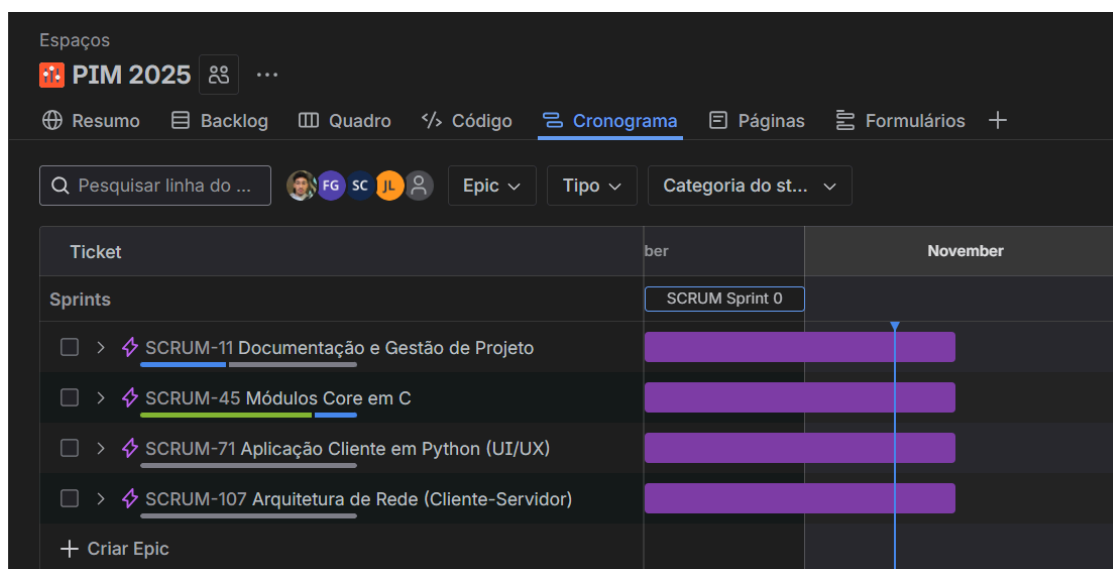 Espaços
PIM 2025
Resumo Backlog Quadro Código Cronograma Páginas Formulários
Pesquisar linha do ... FG SC JL Epic Tipo Categoria do st...
Ticket ber November
Sprints SCRUM Sprint 0
SCRUM-11 Documentação e Gestão de Projeto
SCRUM-45 Módulos Core em C
SCRUM-71 Aplicação Cliente em Python (UI/UX)
SCRUM-107 Arquitetura de Rede (Cliente-Servidor)
+ Criar Epic